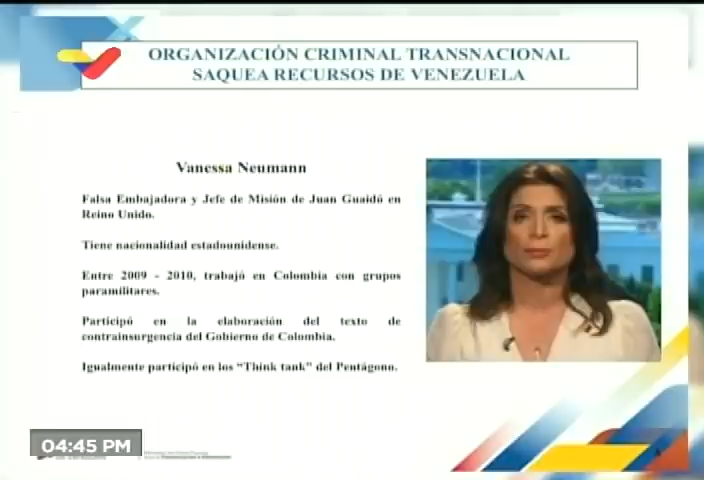 ORGANIZACIÓN CRIMINAL TRANSNACIONAL
SAQUEA RECURSOS DE VENEZUELA
Vanessa Neumann
Falsa Embajadora y Jefe de Misión de Juan Guaidó en
Reino Unido.
Tiene nacionalidad estadounidense.
Entre 2009 - 2010, trabajó en Colombia con grupos
paramilitares.
Participó en la elaboración del texto de
contrainsurgencia del Gobierno de Colombia.
Igualmente participó en los “Think tank” del Pentágono.
04:45 PM